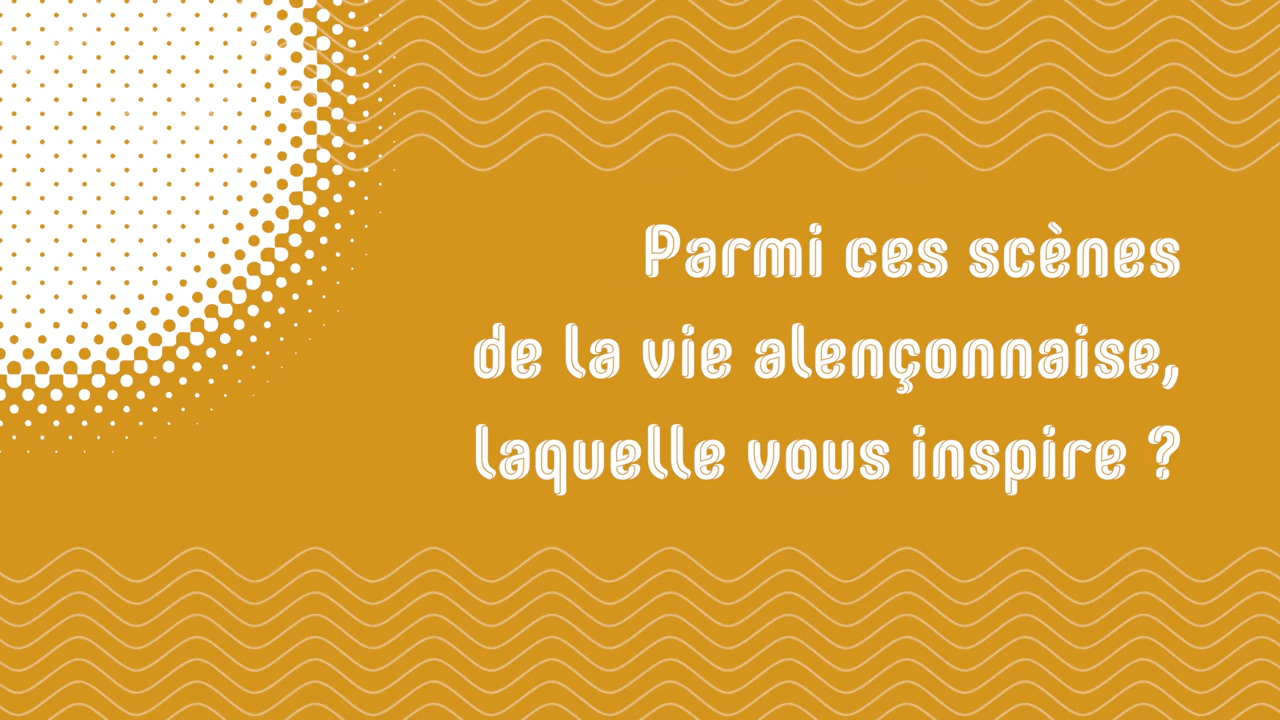 Parmi ces scènes
de la vie alençonnaise,
laquelle vous inspire ?